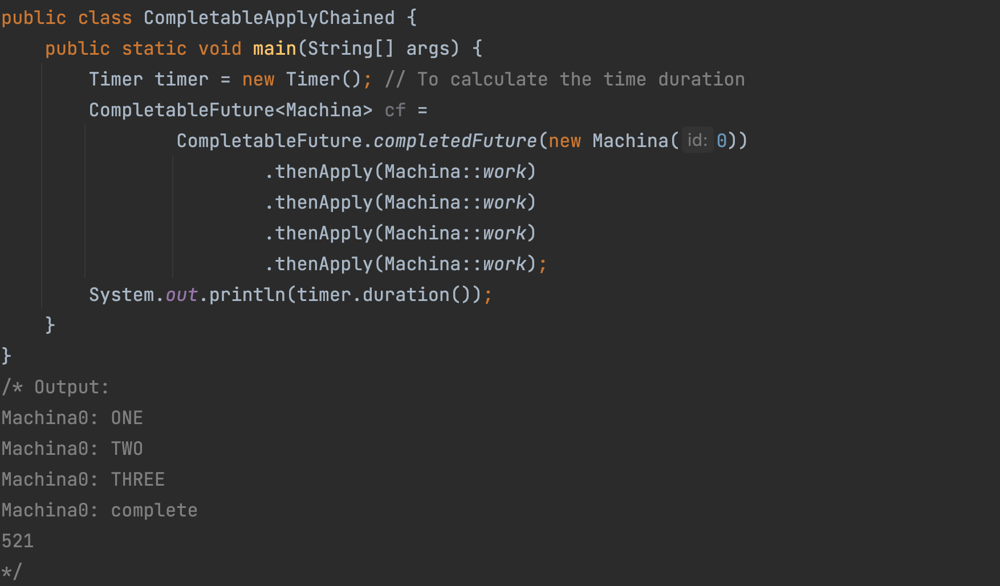 public class CompletableApplyChained {
    public static void main(String[] args) {
        Timer timer = new Timer(); // To calculate the time duration
        CompletableFuture<Machina> cf =
                CompletableFuture.completedFuture(new Machina( id: 0))
                        .thenApply(Machina::work)
                        .thenApply(Machina::work)
                        .thenApply(Machina::work)
                        .thenApply(Machina::work);
        System.out.println(timer.duration());
    }
}
/* Output:
Machina0: ONE
Machina0: TWO
Machina0: THREE
Machina0: complete
521
*/